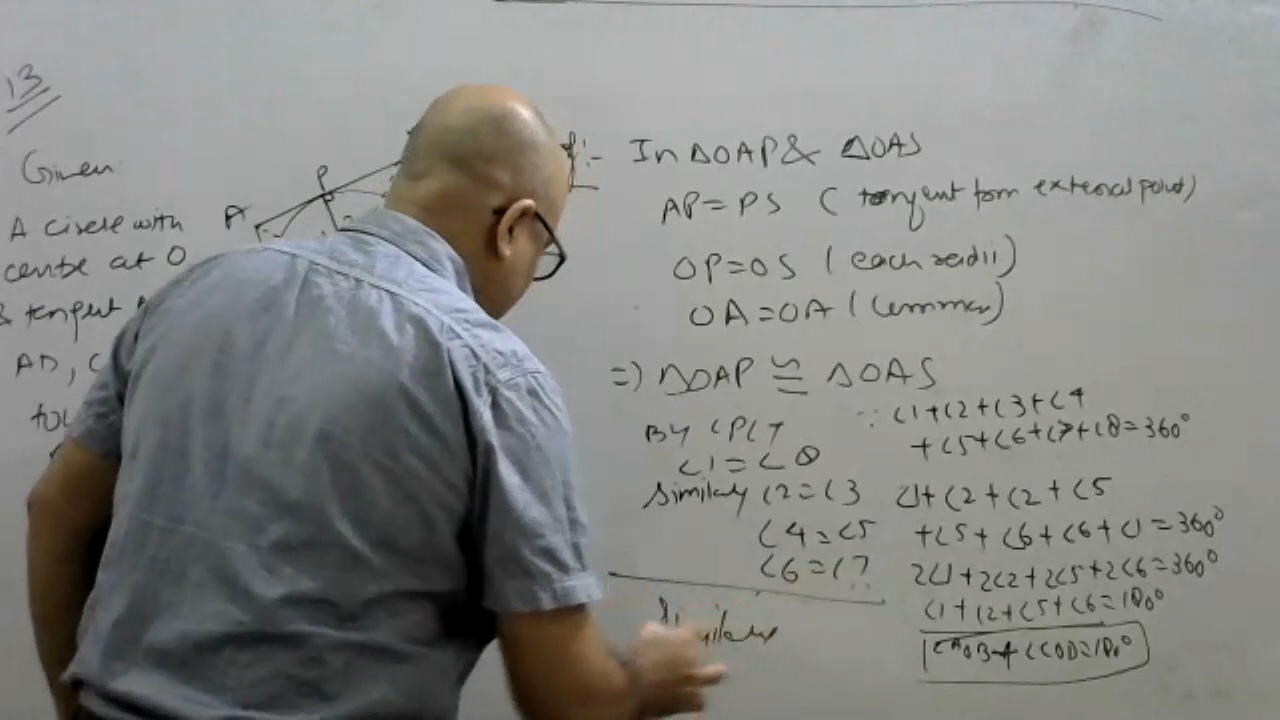 13
Given
A circle with
centre at O
& tangent A
AD, C
tou
A
P
:- In ΔOAP & ΔOAS
AP=PS ( tangent form external point)
OP=OS (each radii)
OA=OA (common)
=) ΔOAP ≅ ΔOAS
By CPCT
∠1=∠8
Similarly ∠2=∠3
∠4=∠5
∠6=∠7
∵ ∠1+∠2+∠3+∠4
+∠5+∠6+∠7+∠8=360°
∠1+∠2+∠2+∠5
+∠5+∠6+∠6+∠1=360°
2∠1+2∠2+2∠5+2∠6=360°
∠1+∠2+∠5+∠6=180°
∠AOB+∠COD=180°
Similarly